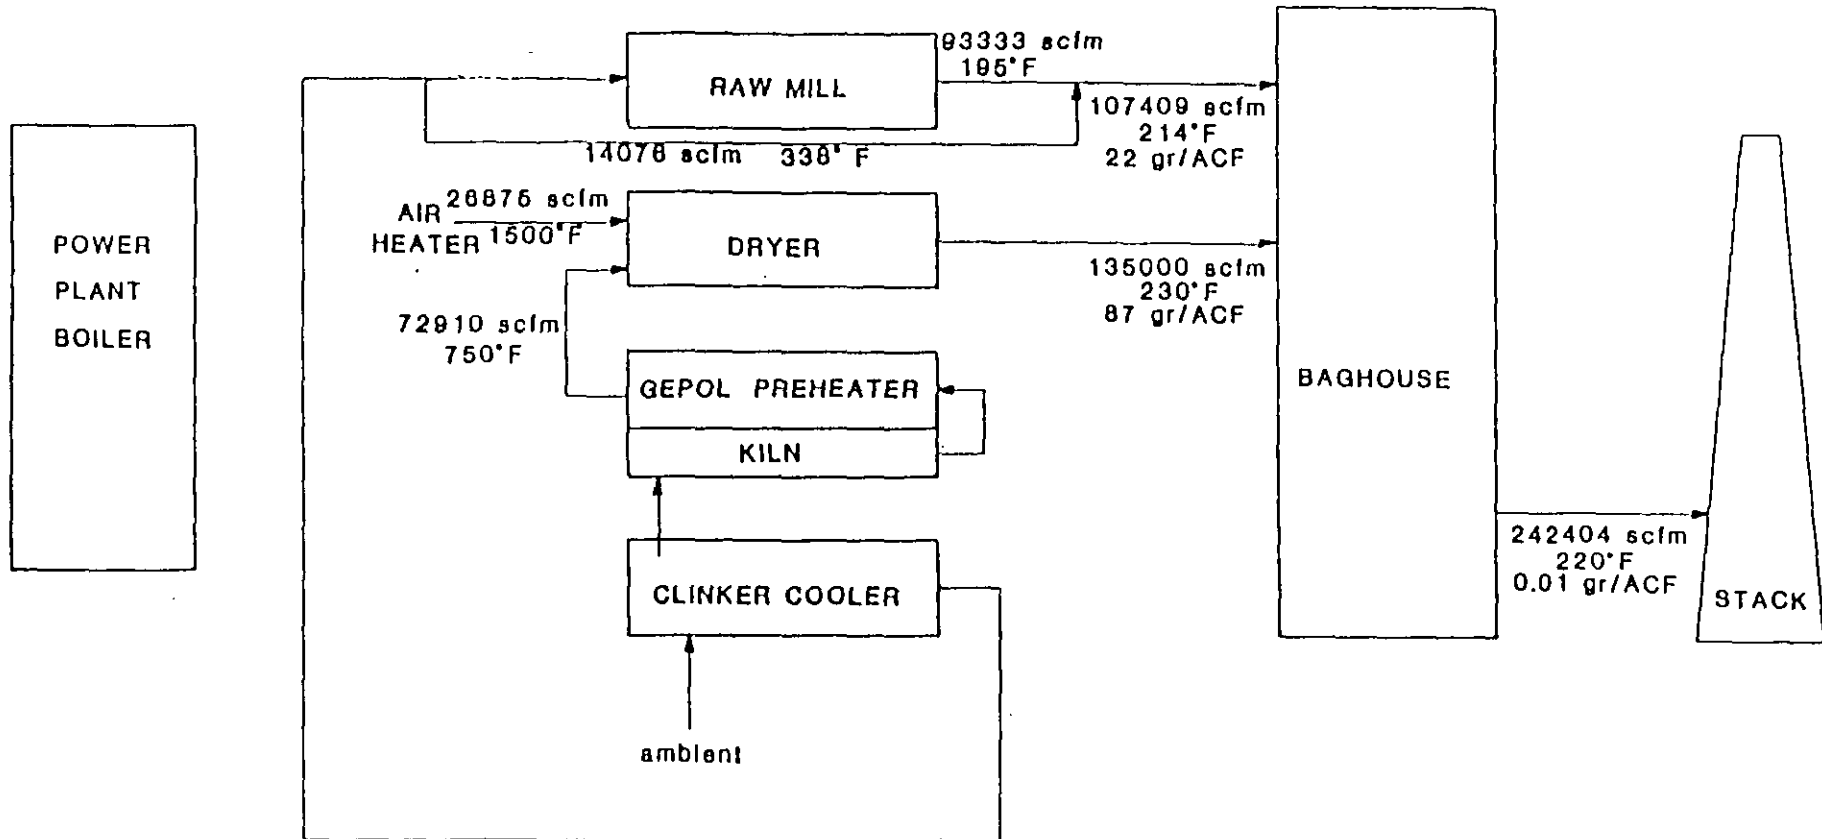 93333 scfm
195°F
RAW MILL
107409 scfm
214°F
22 gr/ACF
14076 scfm 338°F
AIR
HEATER
28875 scfm
1500°F
DRYER
135000 scfm
230°F
87 gr/ACF
POWER
PLANT
BOILER
72910 scfm
750°F
GEPOL PREHEATER
KILN
BAGHOUSE
CLINKER COOLER
ambient
242404 scfm
220°F
0.01 gr/ACF
STACK